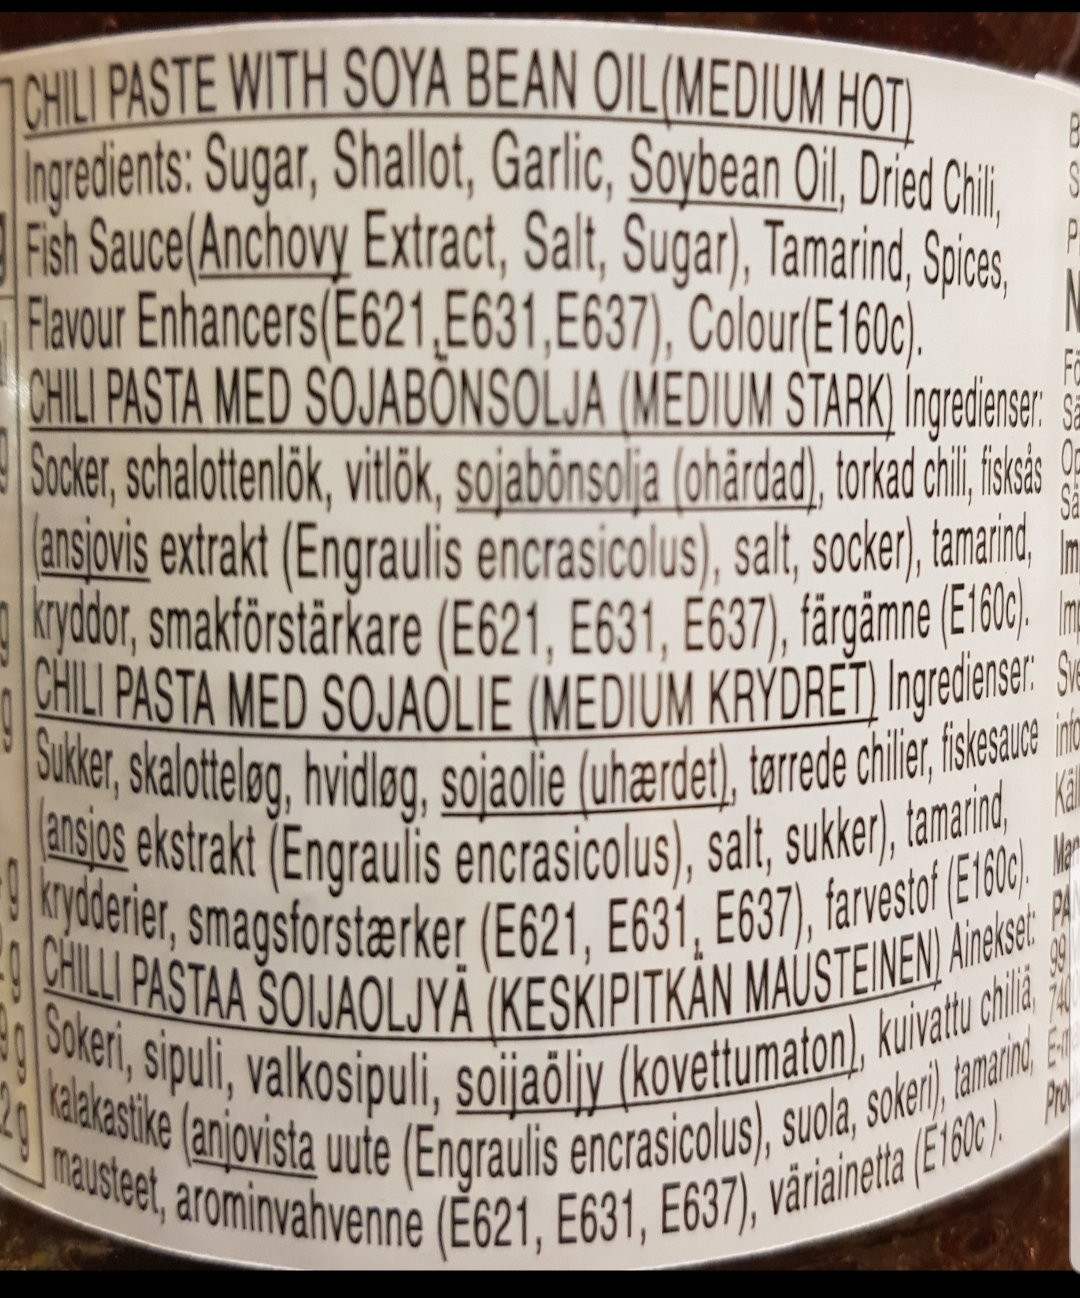 CHILI PASTE WITH SOYA BEAN OIL(MEDIUM HOT)
Ingredients: Sugar, Shallot, Garlic, Soybean Oil, Dried Chili,
Fish Sauce(Anchovy Extract, Salt, Sugar), Tamarind, Spices,
Flavour Enhancers(E621,E631,E637), Colour(E160c).
CHILI PASTA MED SOJABÖNSOLJA (MEDIUM STARK) Ingredienser:
Socker, schalottenlök, vitlök, sojabönsolja (ohärdad), torkad chili, fisksås
(ansjovis extrakt (Engraulis encrasicolus), salt, socker), tamarind,
kryddor, smakförstärkare (E621, E631, E637), färgämne (E160c).
CHILI PASTA MED SOJAOLIE (MEDIUM KRYDRET) Ingredienser:
Sukker, skalotteløg, hvidløg, sojaolie (uhærdet), tørrede chilier, fiskesauce
(ansjos ekstrakt (Engraulis encrasicolus), salt, sukker), tamarind,
krydderier, smagsforstærker (E621, E631, E637), farvestof (E160c).
CHILLI PASTAA SOIJAOLJYÄ (KESKIPITKÄN MAUSTEINEN) Ainekset:
Sokeri, sipuli, valkosipuli, soijaöljy (kovettumaton), kuivattu chiliä,
kalakastike (anjovista uute (Engraulis encrasicolus), suola, sokeri), tamarind,
mausteet, arominvahvenne (E621, E631, E637), väriainetta (E160c ).